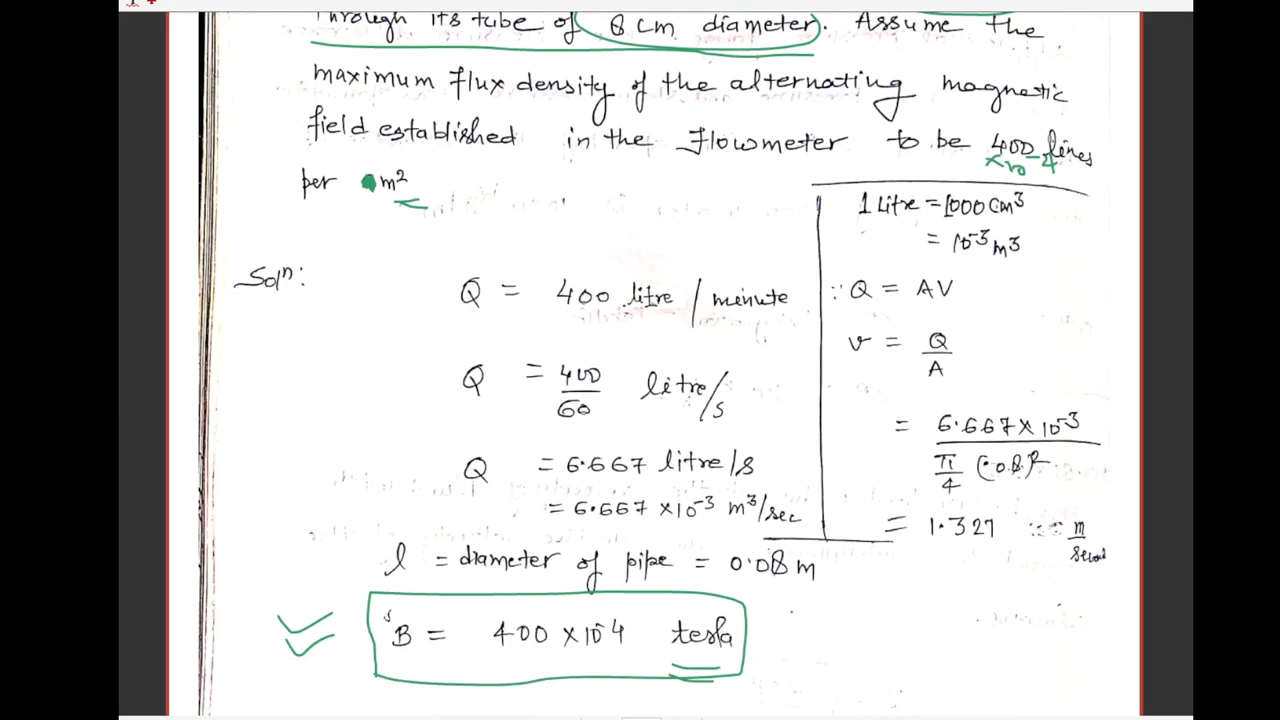 Through its tube of 8 cm diameter. Assume the
maximum flux density of the alternating magnetic
field established in the flowmeter to be 400 lines
×10-4
per m²
1 Litre = 1000 cm³
= 10-³ m³
Soln:
Q = 400 litre / minute
∵ Q = AV
v = Q/A
Q = 400/60 litre/s
= 6.667×10-3
π/4 (.08)²
Q = 6.667 litre/s
= 6.667 ×10-3 m³/sec
= 1.327 m/second
l = diameter of pipe = 0.08 m
B = 400 ×10-4 tesla